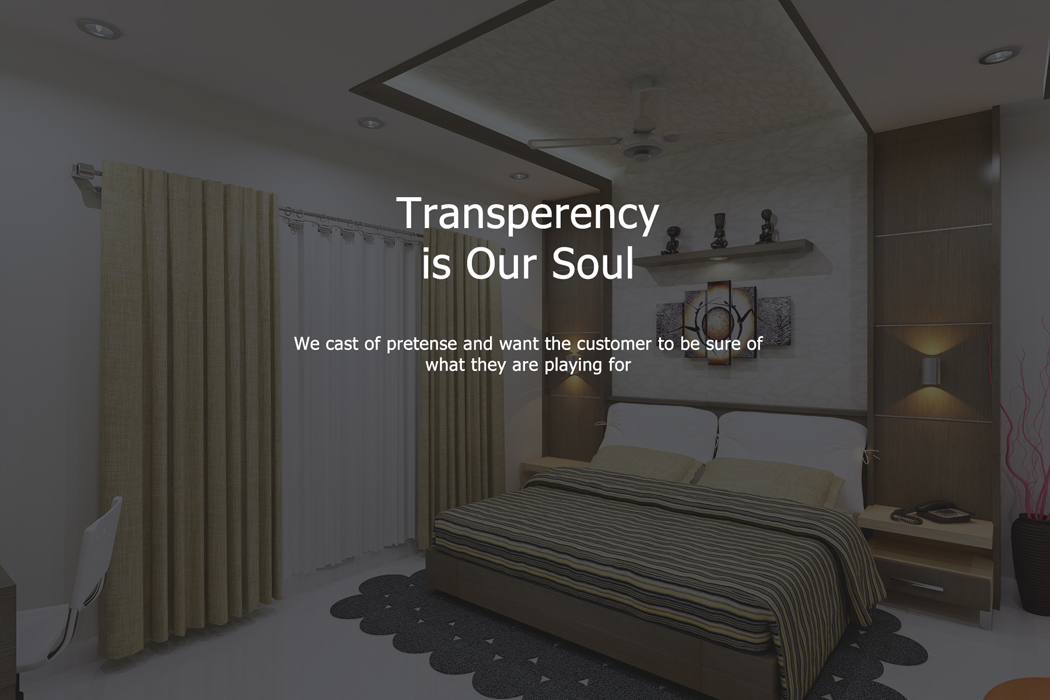 Transperency
is Our Soul
We cast of pretense and want the customer to be sure of
what they are playing for